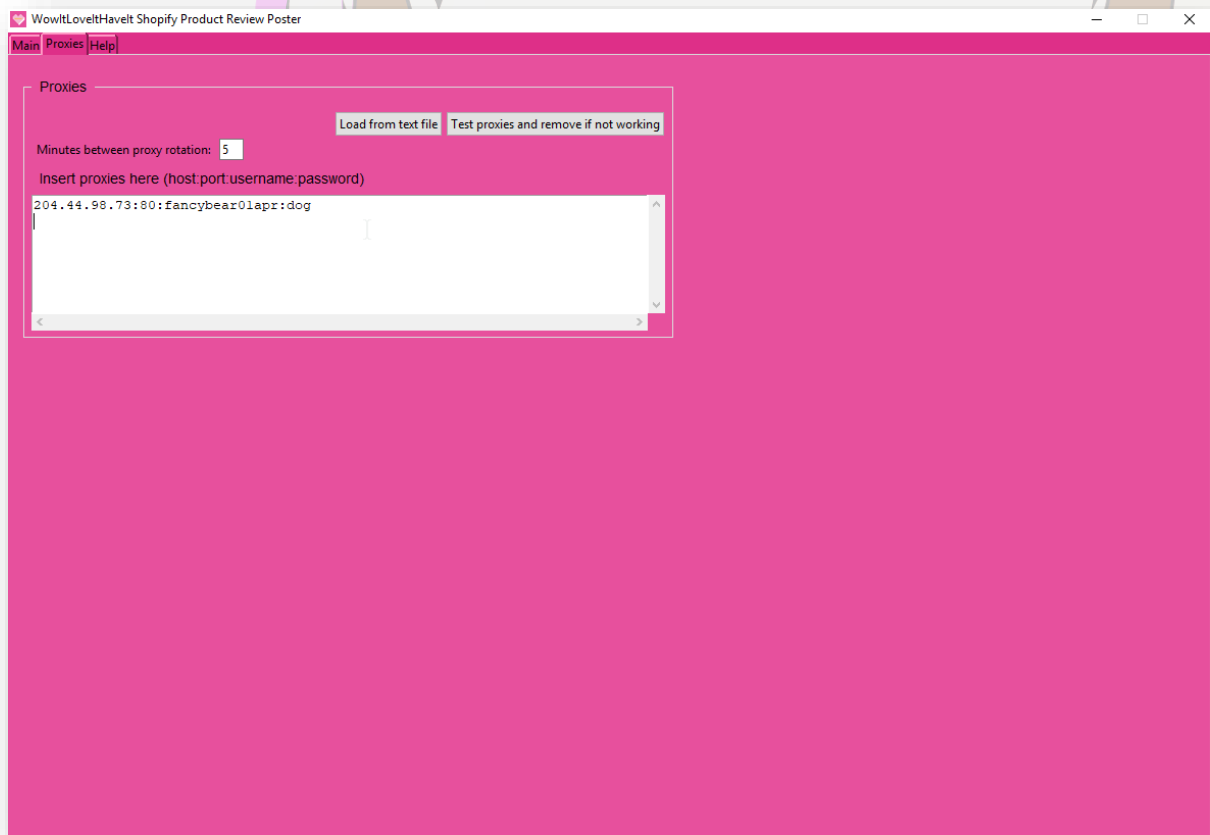 WowItLoveItHaveIt Shopify Product Review Poster
Main Proxies Help
Proxies
Load from text file Test proxies and remove if not working
Minutes between proxy rotation: 5
Insert proxies here (host:port:username:password)
204.44.98.73:80:fancybear01apr:dog